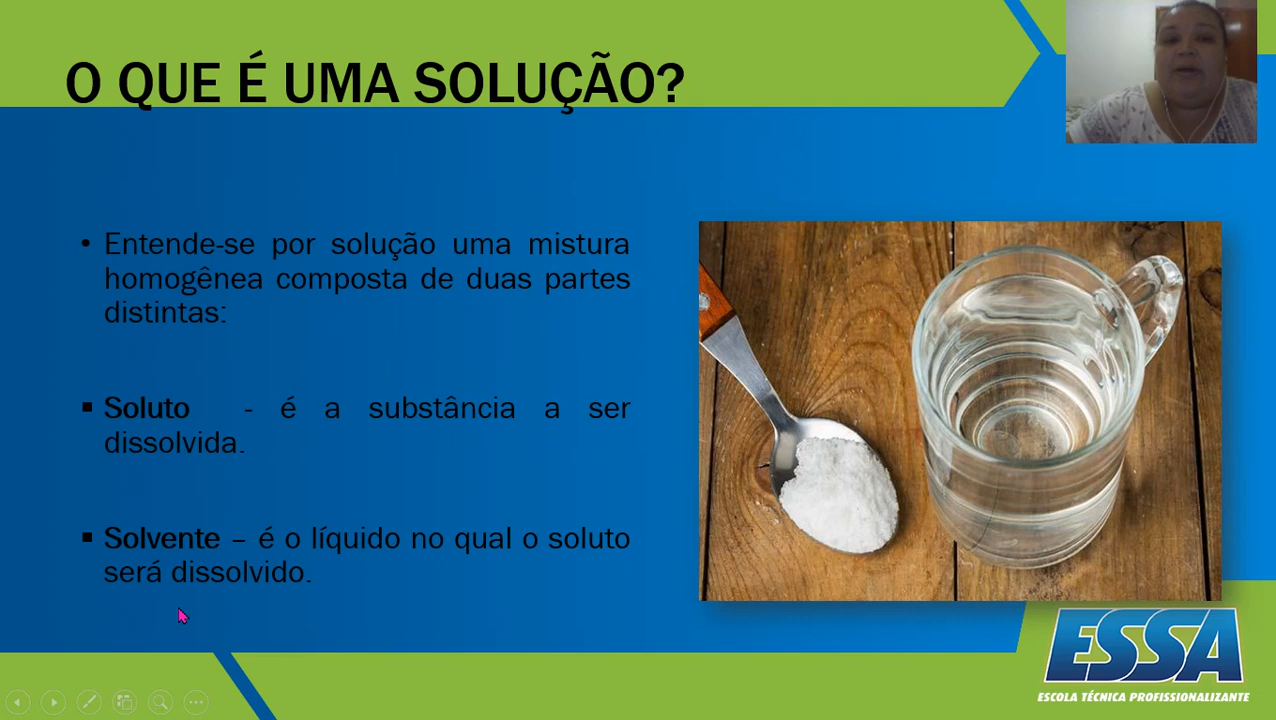 O QUE É UMA SOLUÇÃO?
• Entende-se por solução uma mistura
homogênea composta de duas partes
distintas:
▪ Soluto - é a substância a ser
dissolvida.
▪ Solvente – é o líquido no qual o soluto
será dissolvido.
ESSA
ESCOLA TÉCNICA PROFISSIONALIZANTE